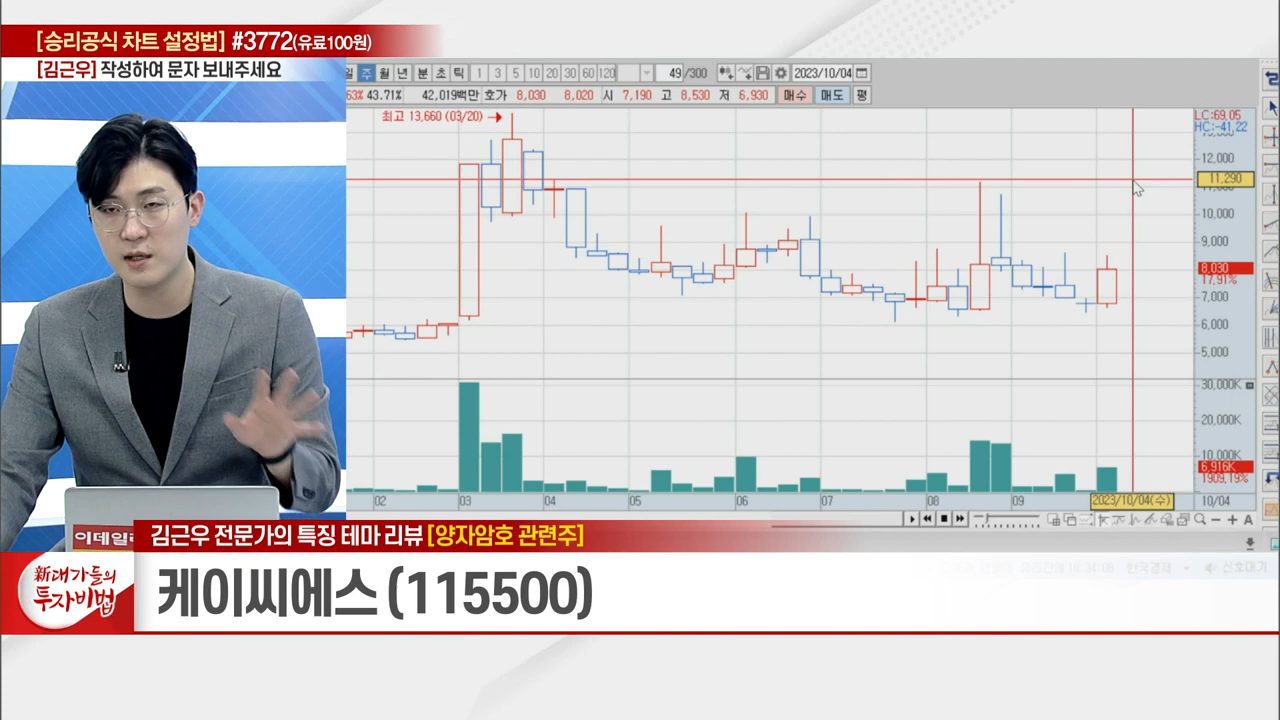 [승리공식 차트 설정법] #3772(유료100원)
[김근우] 작성하여 문자 보내주세요
일 주 월 년 분 초 틱 1 3 5 10 20 30 60 120 49 /300 2023/10/04
63% 43.71% 42,019백만 호가 8,030 8,020 시 7,190 고 8,530 저 6,930 매수 매도 평
최고 13,660 (03/20) →
LC:69.05
HC:-41.22
12,000
11,290
10,000
9,000
8,030
17.91%
7,000
6,000
5,000
30,000K
20,000K
10,000K
6,916K
1909.19%
02 03 04 05 06 07 08 09 2023/10/04(수) 10/04
이데일리
김근우 전문가의 특징 테마 리뷰 [양자암호 관련주]
新대가들의
투자비법
케이씨에스 (115500)